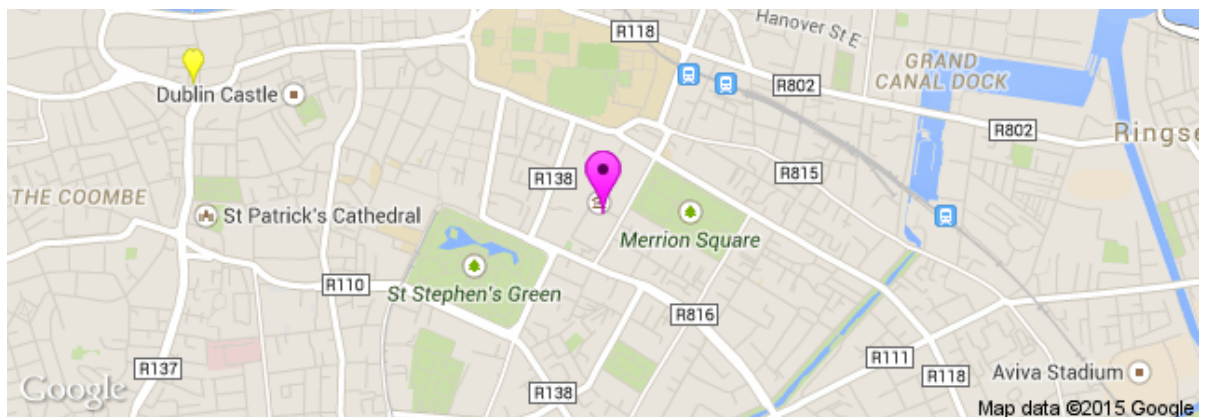 Hanover St E
R118
GRAND
CANAL DOCK
Dublin Castle
R802
R802
Ringse
R138
R815
THE COOMBE
St Patrick's Cathedral
Merrion Square
R110
St Stephen's Green
R816
R137
R111
R118
Aviva Stadium
Google
R138
Map data ©2015 Google